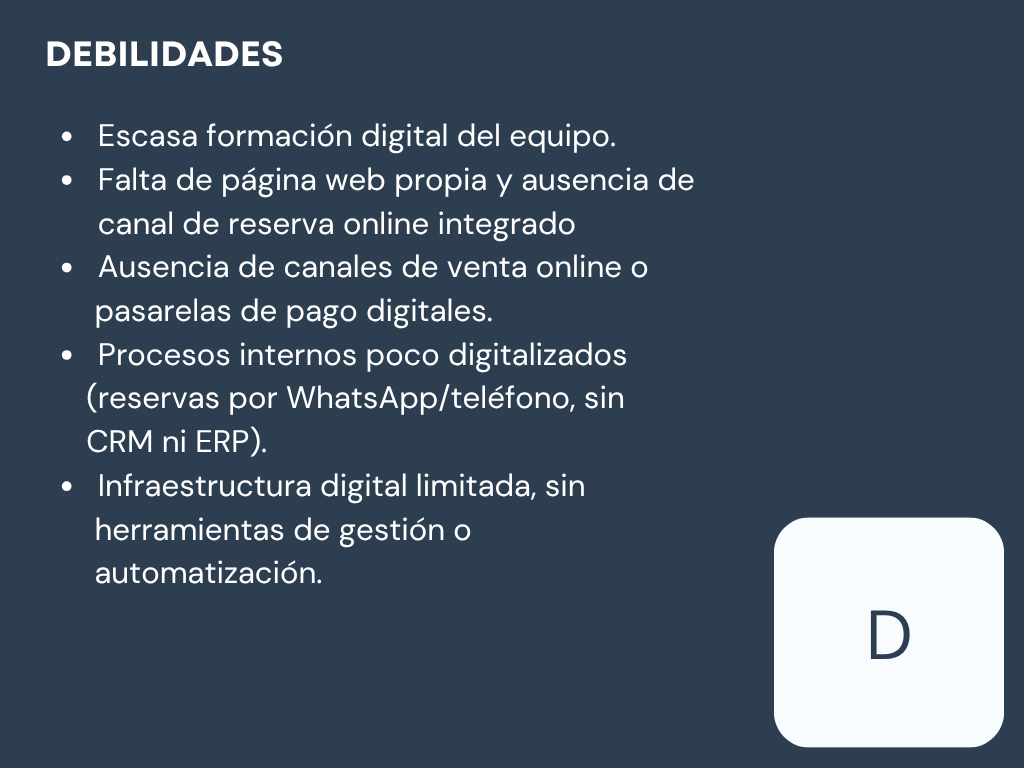 DEBILIDADES
• Escasa formación digital del equipo.
• Falta de página web propia y ausencia de
canal de reserva online integrado
• Ausencia de canales de venta online o
pasarelas de pago digitales.
• Procesos internos poco digitalizados
(reservas por WhatsApp/teléfono, sin
CRM ni ERP).
• Infraestructura digital limitada, sin
herramientas de gestión o
automatización.
D